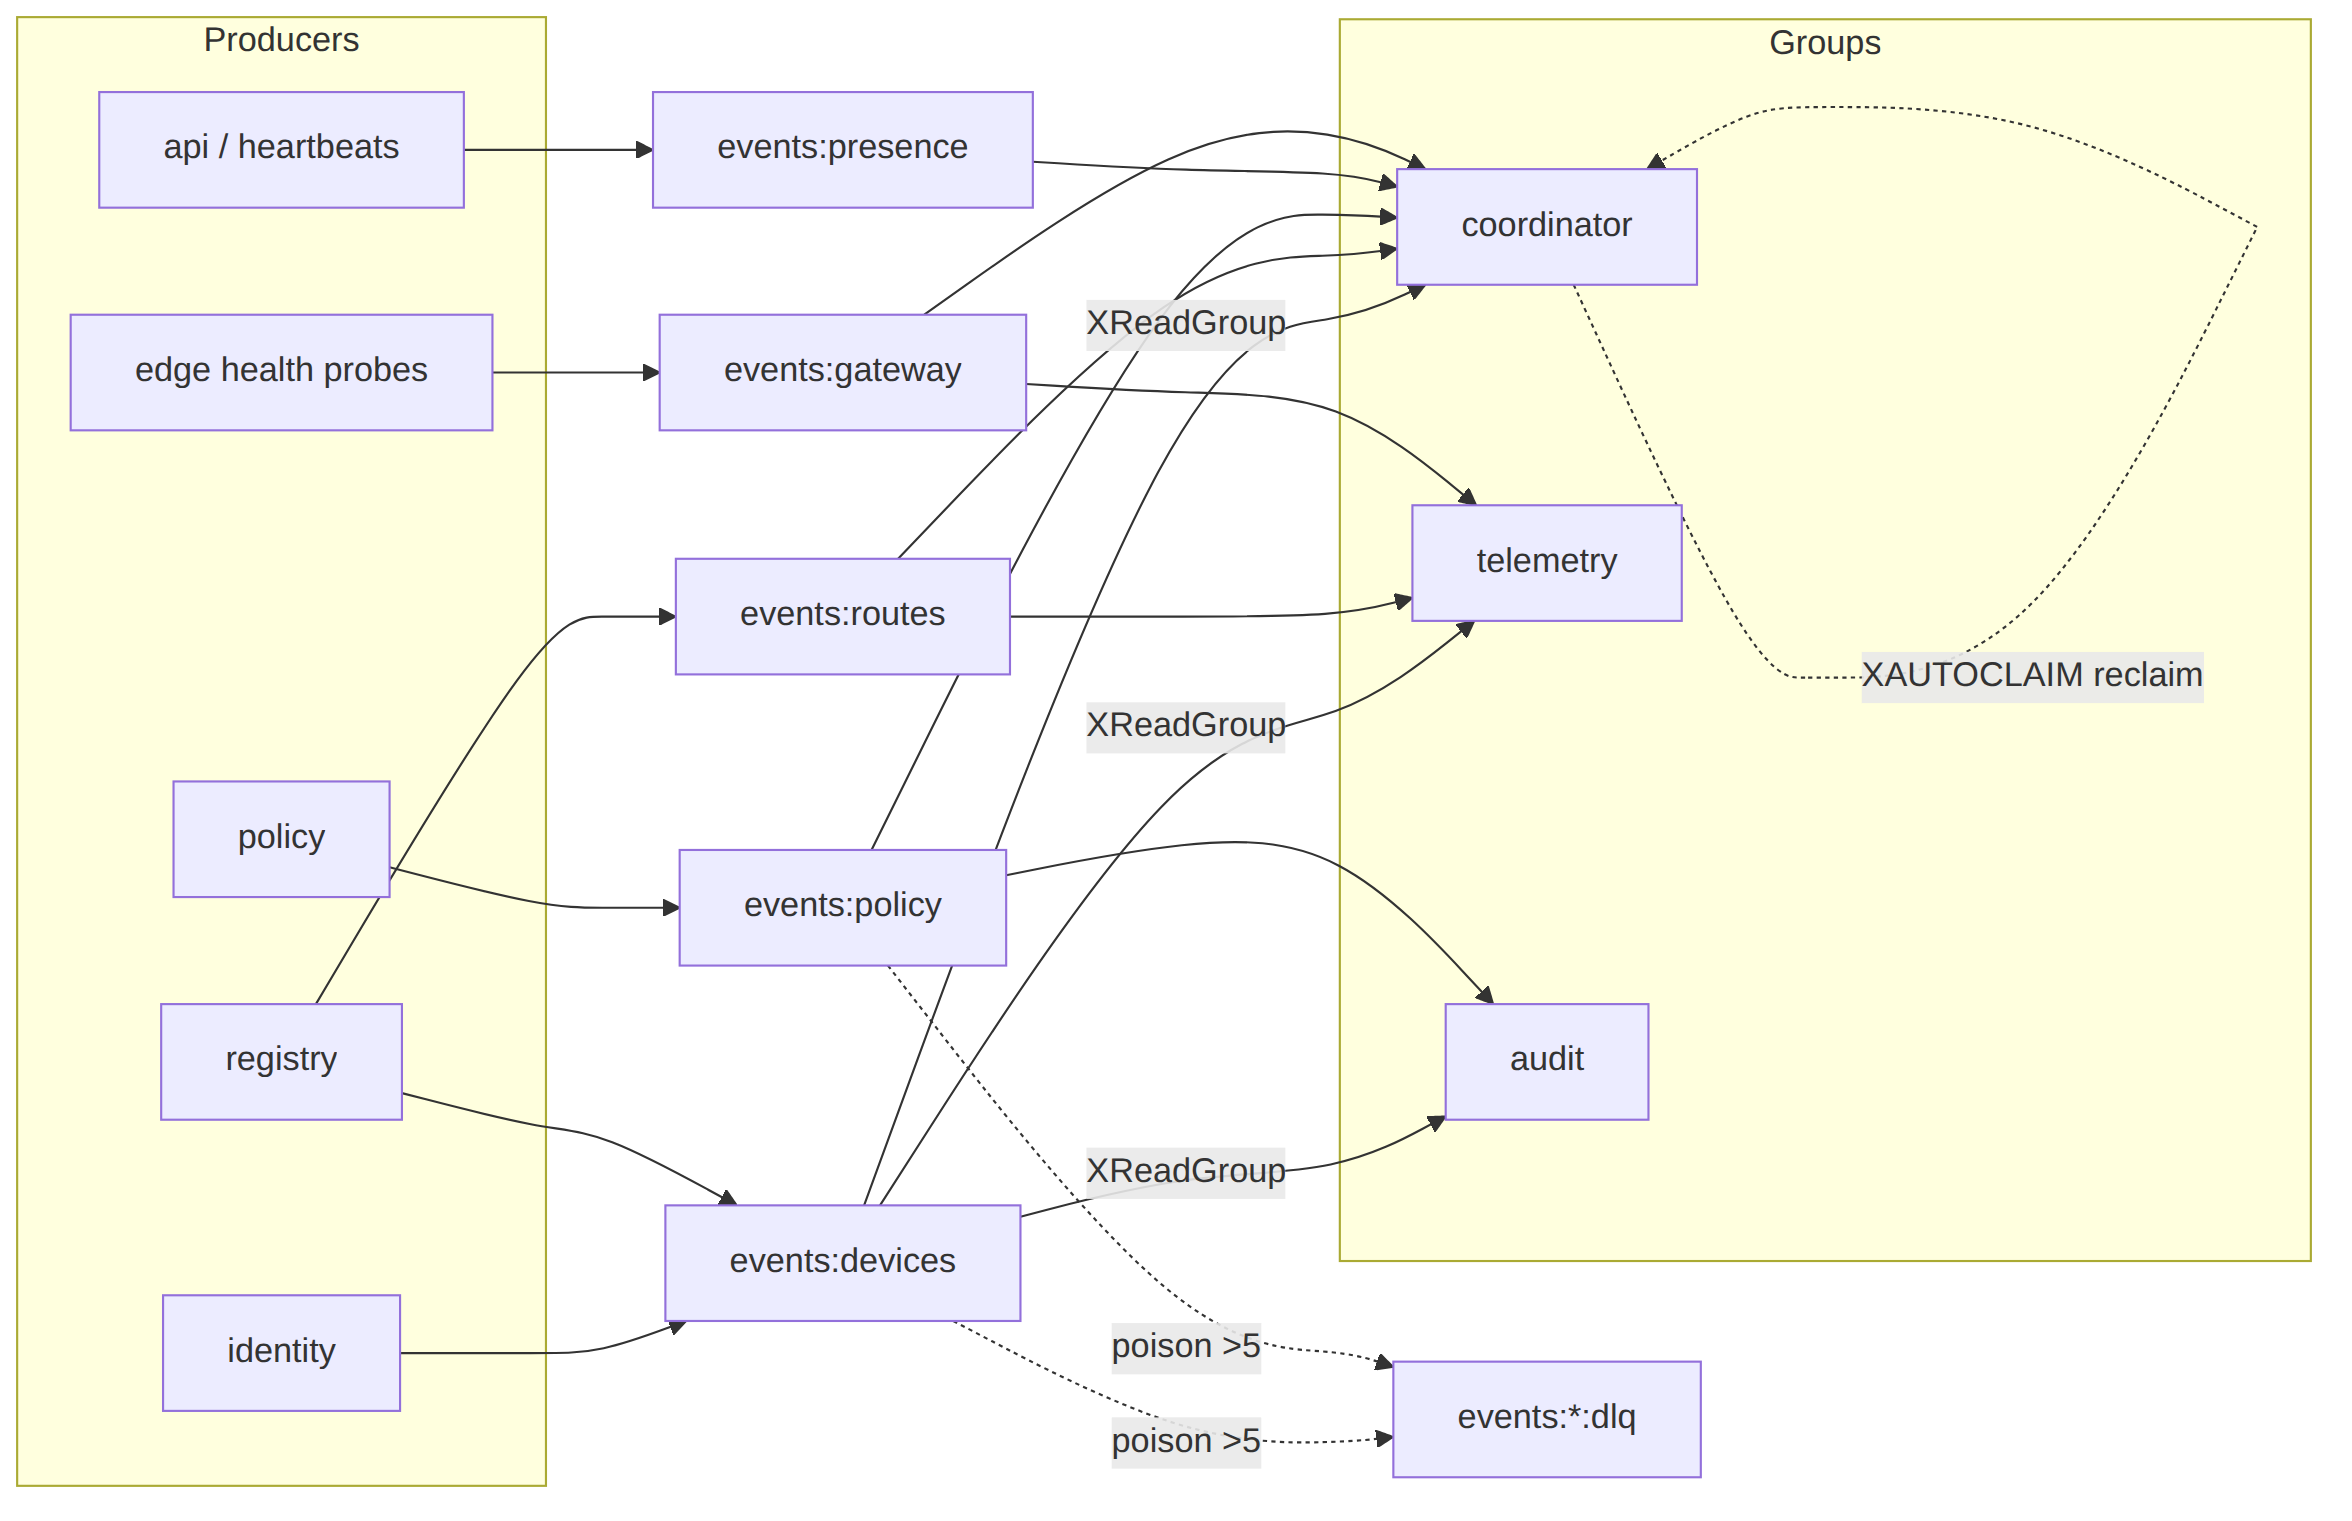 Producers
Groups
api / heartbeats
events:presence
coordinator
XReadGroup
edge health probes
events:gateway
telemetry
events:routes
XAUTOCLAIM reclaim
XReadGroup
policy
events:policy
registry
audit
XReadGroup
events:devices
identity
poison >5
events:*:dlq
poison >5